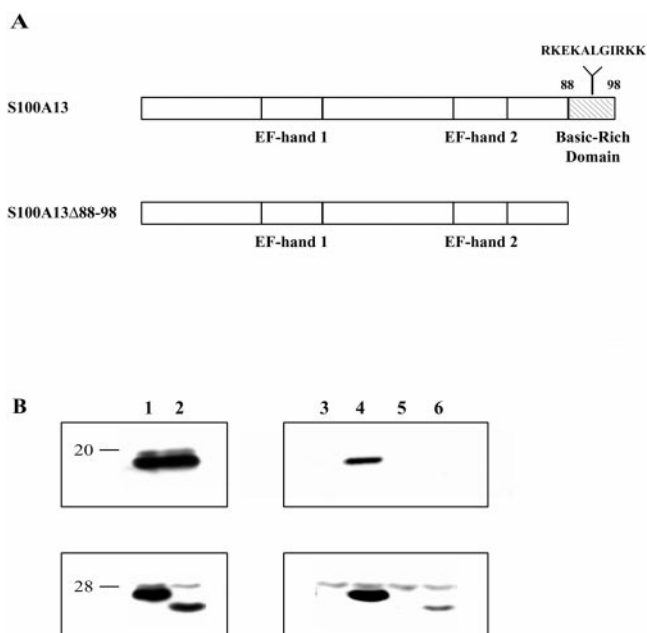 A
RKEKALGIRKK
88 98
S100A13
EF-hand 1 EF-hand 2 Basic-Rich
Domain
S100A13Δ88-98
EF-hand 1 EF-hand 2
B 1 2 3 4 5 6
20
28